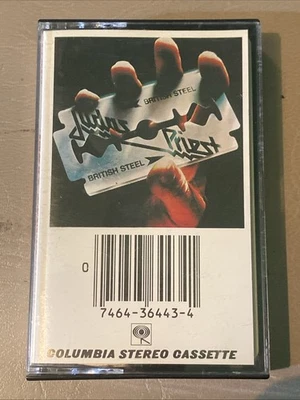 BRITISH STEEL
Judas
Priest
BRITISH STEEL
0
7464-36443-4
COLUMBIA STEREO CASSETTE